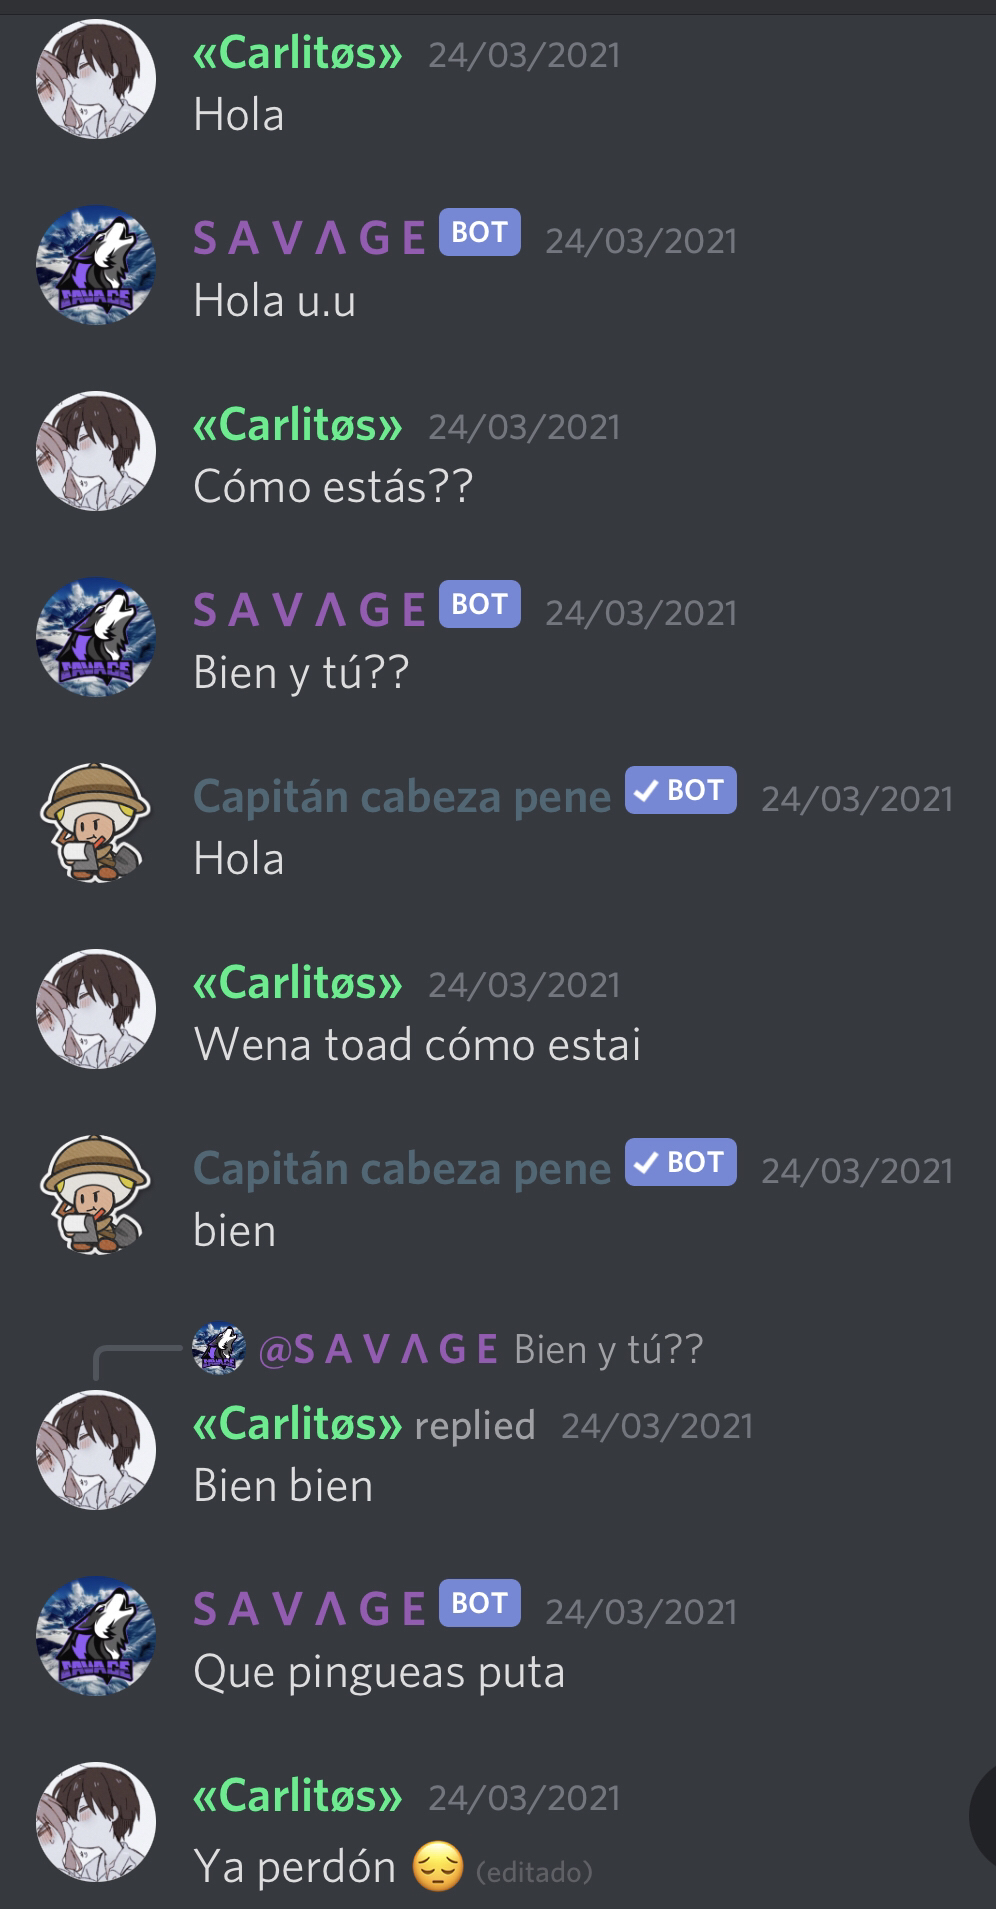 «Carlitøs» 24/03/2021
Hola
S A V Λ G E BOT 24/03/2021
Hola u.u
«Carlitøs» 24/03/2021
Cómo estás??
S A V Λ G E BOT 24/03/2021
Bien y tú??
Capitán cabeza pene BOT 24/03/2021
Hola
«Carlitøs» 24/03/2021
Wena toad cómo estai
Capitán cabeza pene BOT 24/03/2021
bien
@S A V Λ G E Bien y tú??
«Carlitøs» replied 24/03/2021
Bien bien
S A V Λ G E BOT 24/03/2021
Que pingueas puta
«Carlitøs» 24/03/2021
Ya perdón 😔 (editado)